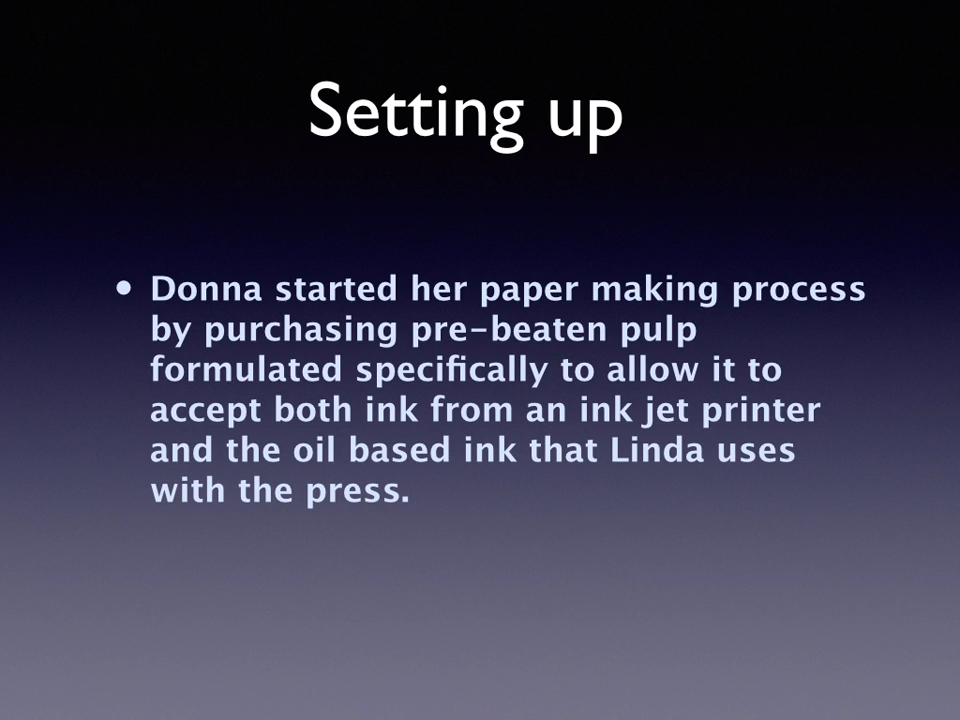 Setting up
• Donna started her paper making process
by purchasing pre-beaten pulp
formulated specifically to allow it to
accept both ink from an ink jet printer
and the oil based ink that Linda uses
with the press.